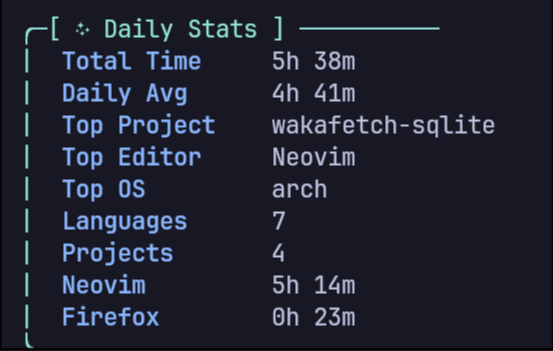 [ Daily Stats ]
Total Time 5h 38m
Daily Avg 4h 41m
Top Project wakafetch-sqlite
Top Editor Neovim
Top OS arch
Languages 7
Projects 4
Neovim 5h 14m
Firefox 0h 23m